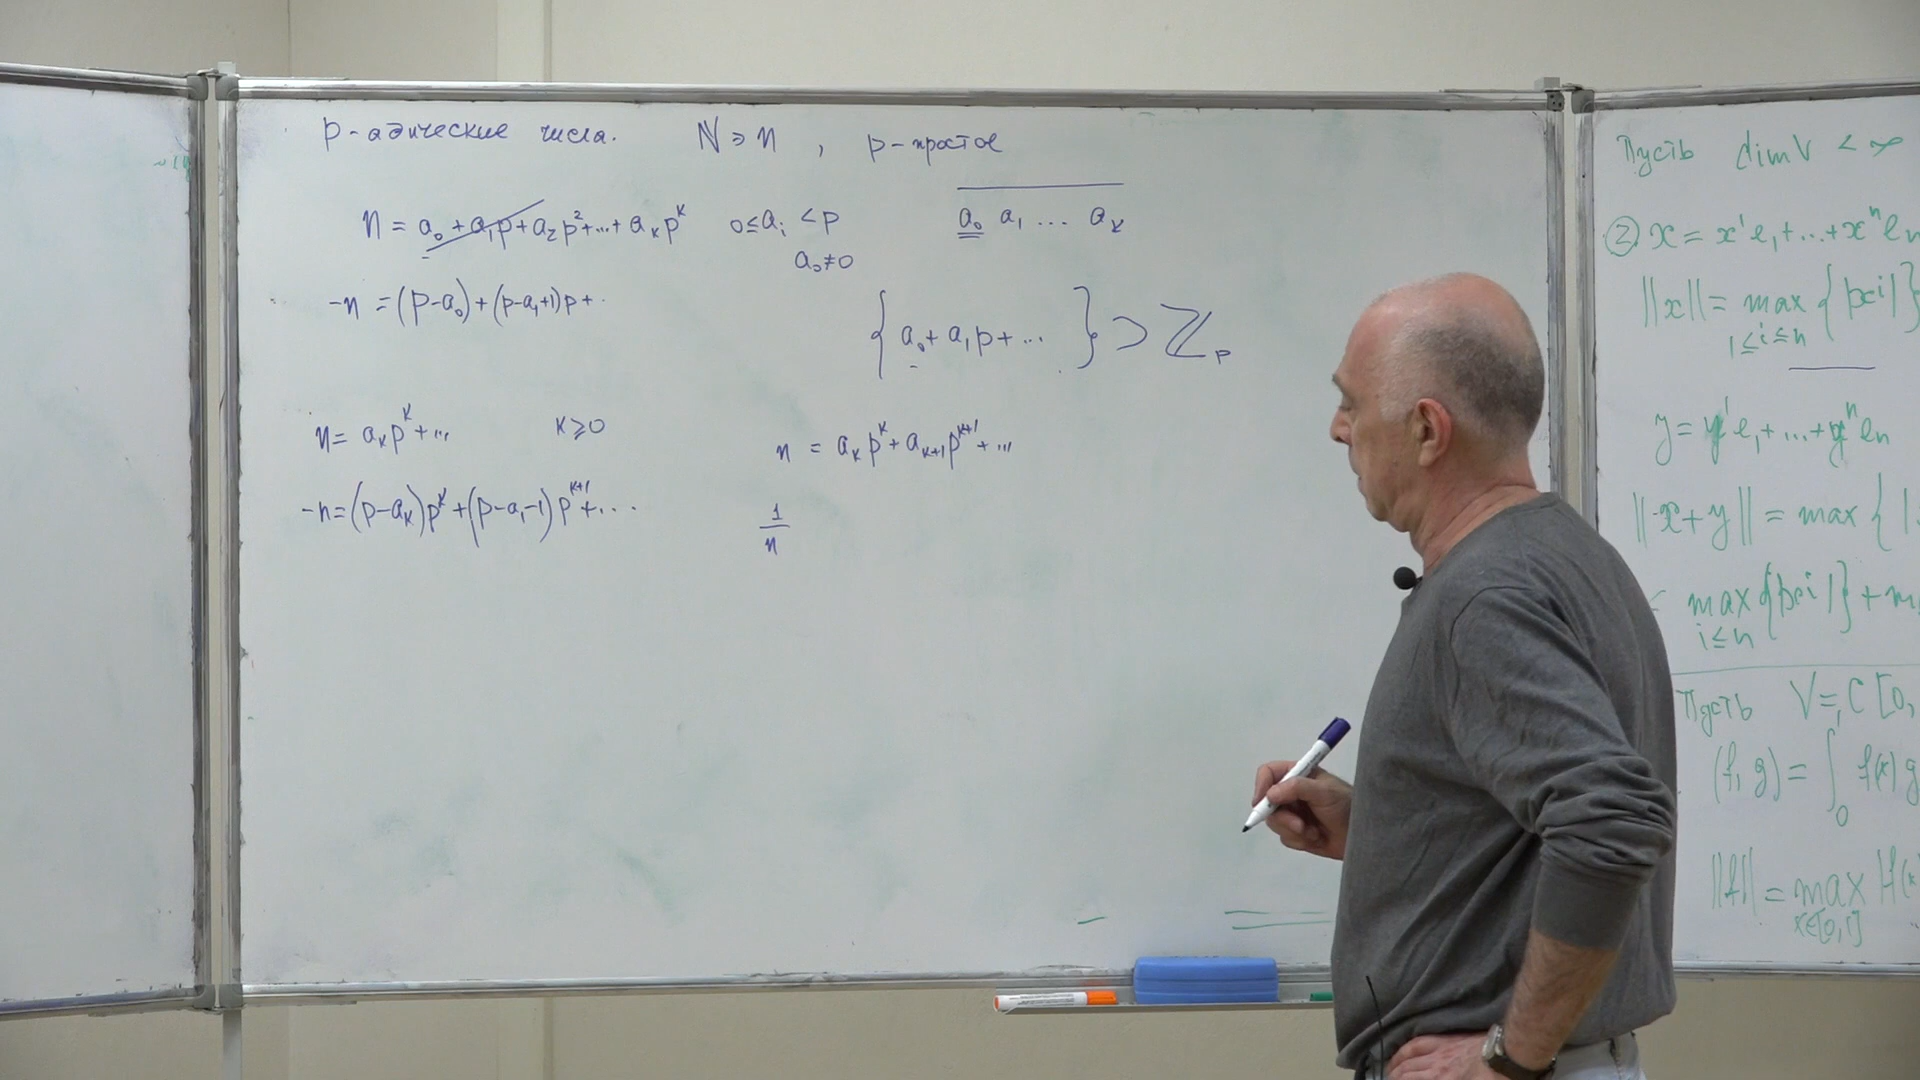 p-адические числа. ℕ∋n , p-простое
n = a₀ + a₁p + a₂p² + ... + aₖpᵏ 0≤aᵢ <p a₀ a₁ ... aₖ
a₀≠0
-n = (p-a₀) + (p-a₁+1)p + ..
{ a₀ + a₁p + ... } ⊃ ℤₚ
n = aₖpᵏ + ... k≥0
n = aₖpᵏ + aₖ₊₁pᵏ⁺¹ + ...
-n = (p-aₖ)pᵏ + (p-a₁-1)pᵏ⁺¹ + ...
1/n
Пусть dim V < ∞
② x = x¹e₁ + ... + xⁿeₙ
||x|| = max {|xⁱ|}
1≤i≤n
y = y¹e₁ + ... + yⁿeₙ
||x+y|| = max {|
max {|xⁱ|} +
i≤n
Пусть V = C[0,
(f, g) = ∫₀ f(x) g
||f|| = max |f(x
x∈[0,1]